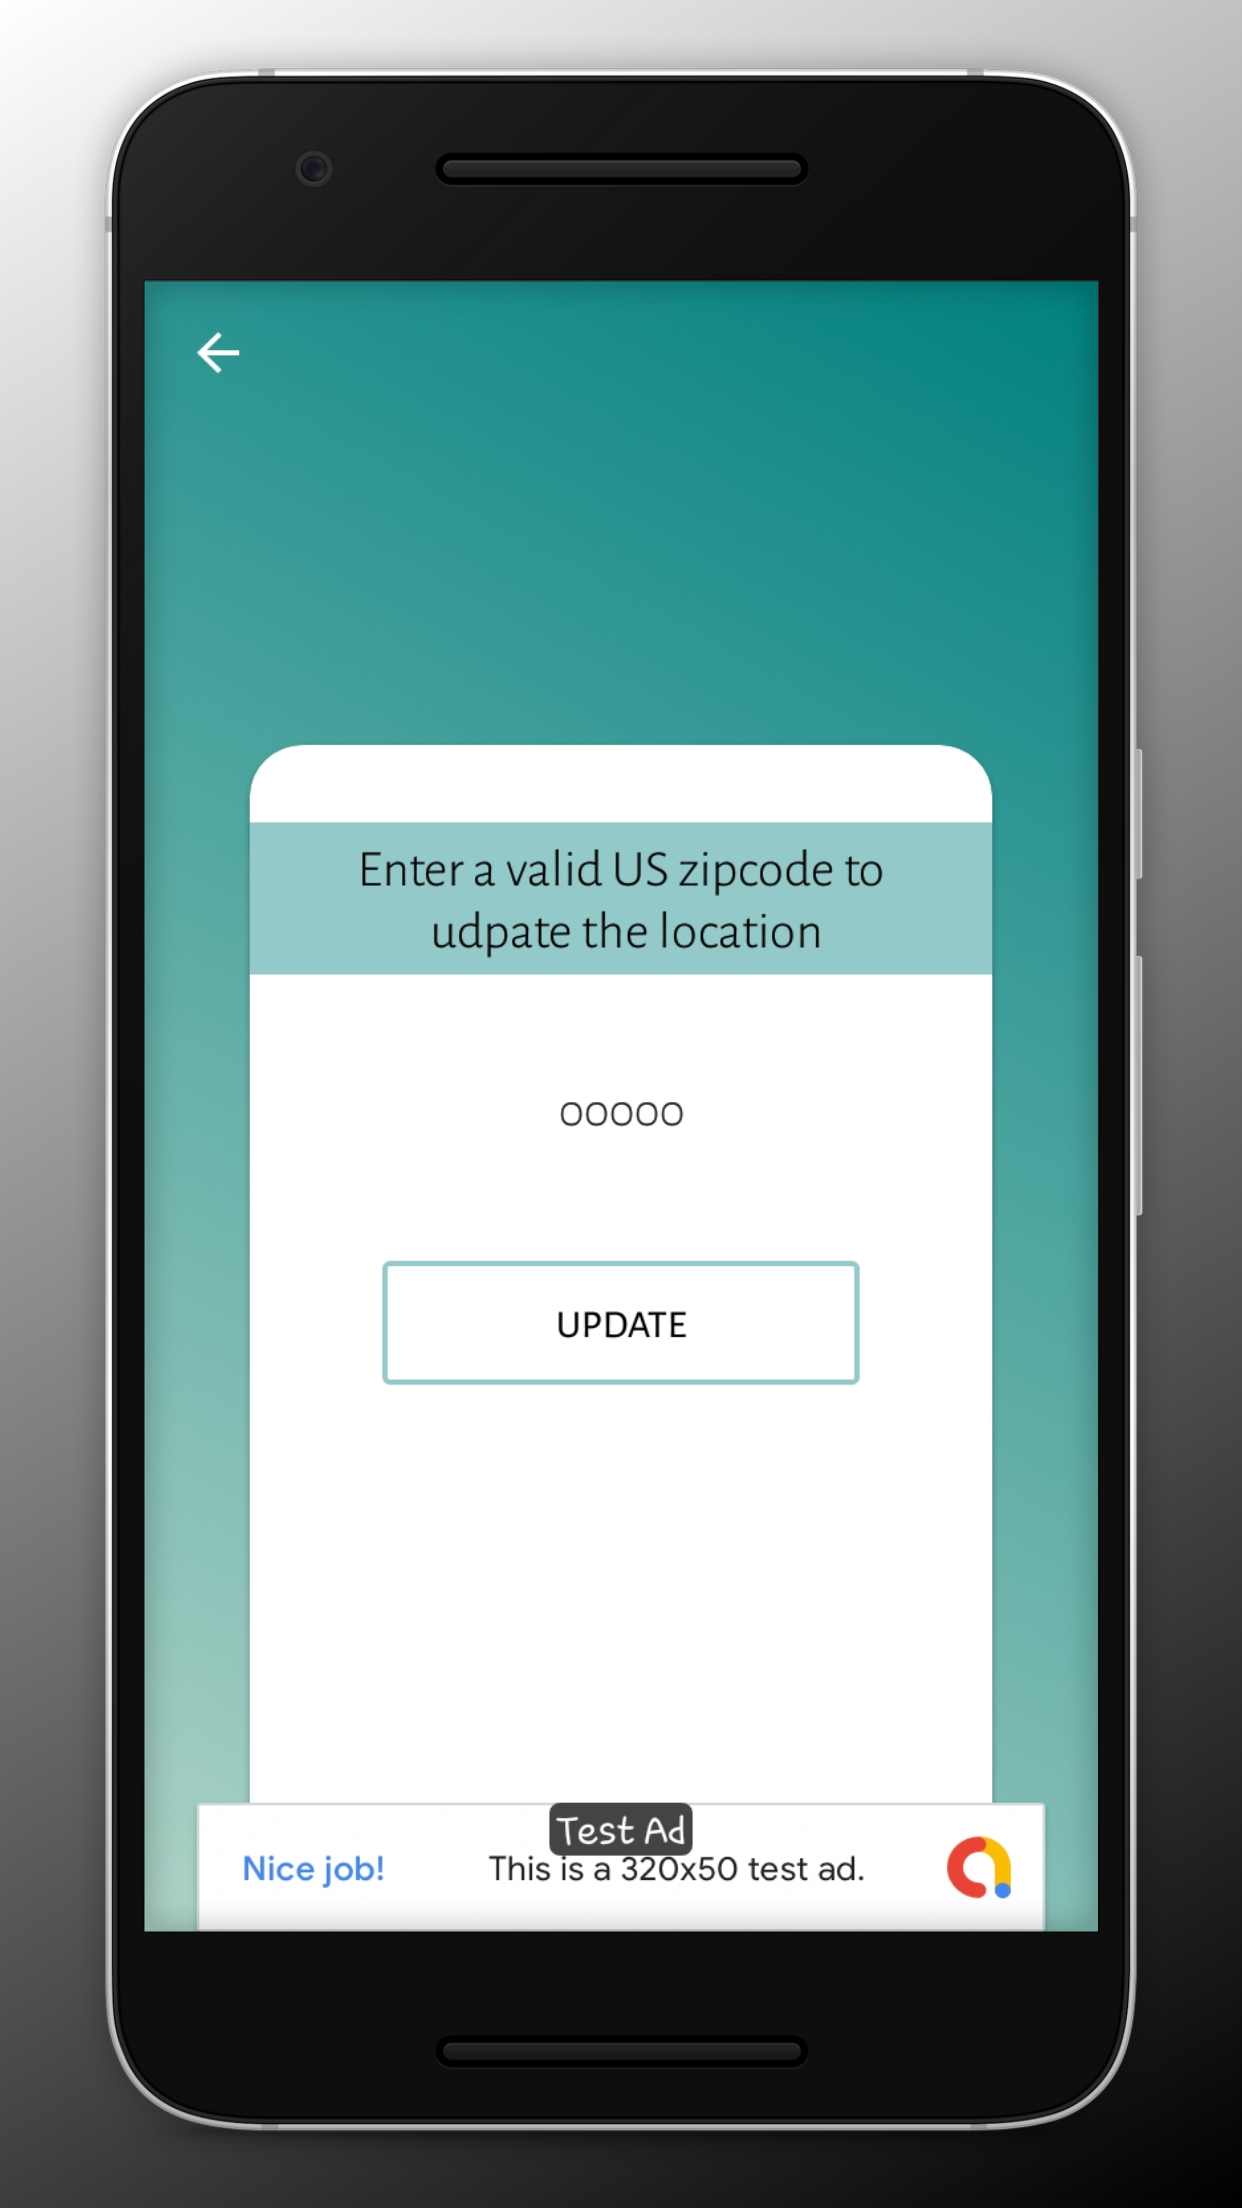 Enter a valid US zipcode to
udpate the location
00000
UPDATE
Test Ad
Nice job!
This is a 320x50 test ad.